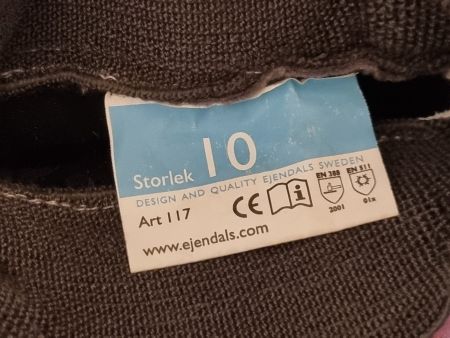 Storlek 10
DESIGN AND QUALITY EJENDALS SWEDEN
Art 117
CE
i
EN 388
EN 511
2001
01x
www.ejendals.com